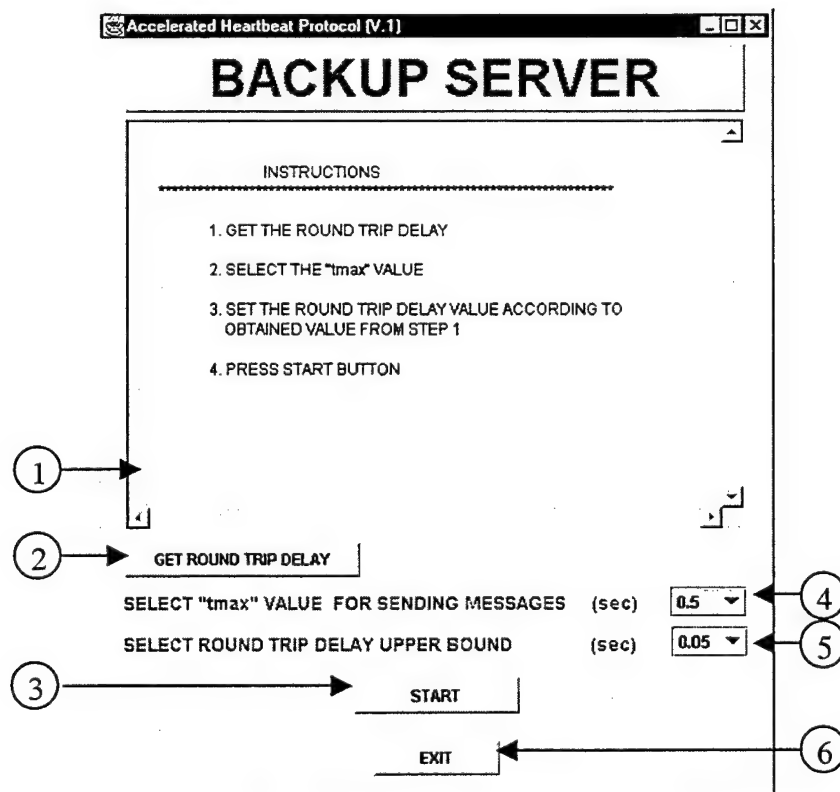 Accelerated Heartbeat Protocol (V.1)
BACKUP SERVER
INSTRUCTIONS
************************************************************
1. GET THE ROUND TRIP DELAY
2. SELECT THE "tmax" VALUE
3. SET THE ROUND TRIP DELAY VALUE ACCORDING TO
OBTAINED VALUE FROM STEP 1
4. PRESS START BUTTON
1
2
GET ROUND TRIP DELAY
SELECT "tmax" VALUE FOR SENDING MESSAGES (sec) 0.5
4
SELECT ROUND TRIP DELAY UPPER BOUND (sec) 0.05
5
3
START
EXIT
6